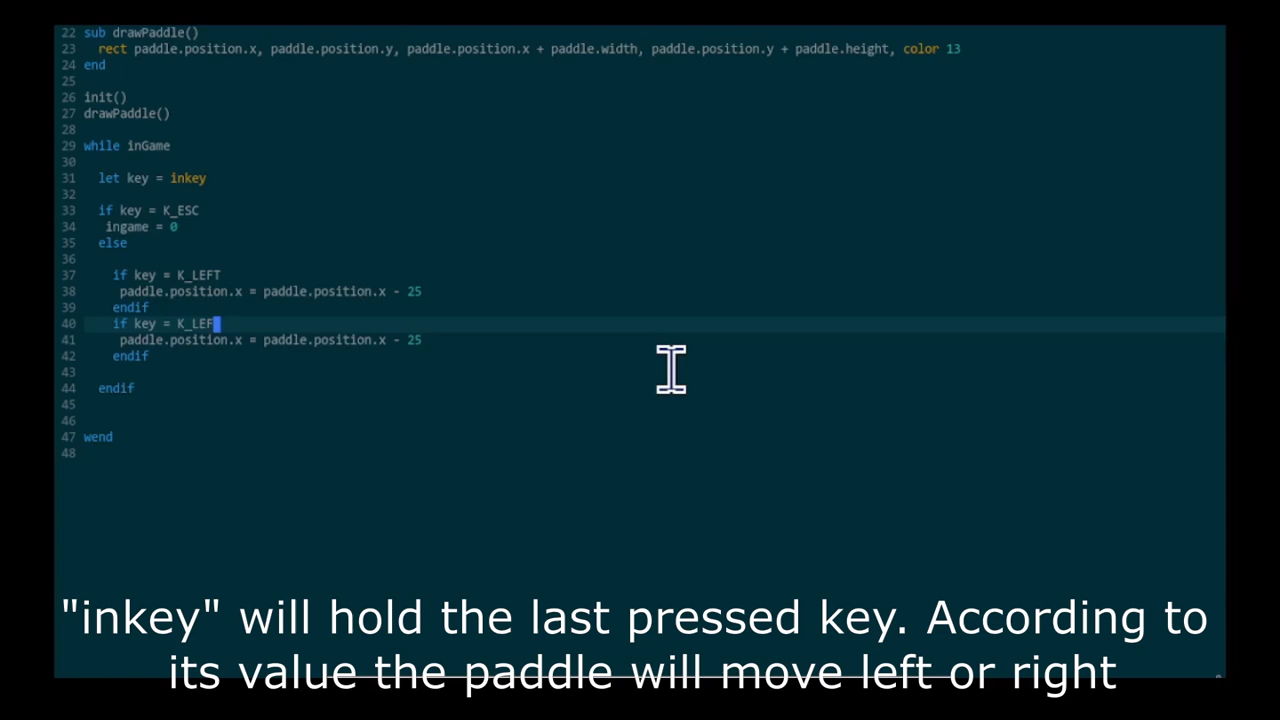 22 sub drawPaddle()
23   rect paddle.position.x, paddle.position.y, paddle.position.x + paddle.width, paddle.position.y + paddle.height, color 13
24 end
25
26 init()
27 drawPaddle()
28
29 while inGame
30
31   let key = inkey
32
33   if key = K_ESC
34    ingame = 0
35   else
36
37     if key = K_LEFT
38      paddle.position.x = paddle.position.x - 25
39     endif
40     if key = K_LEF
41      paddle.position.x = paddle.position.x - 25
42     endif
43
44   endif
45
46
47 wend
48
"inkey" will hold the last pressed key. According to
its value the paddle will move left or right